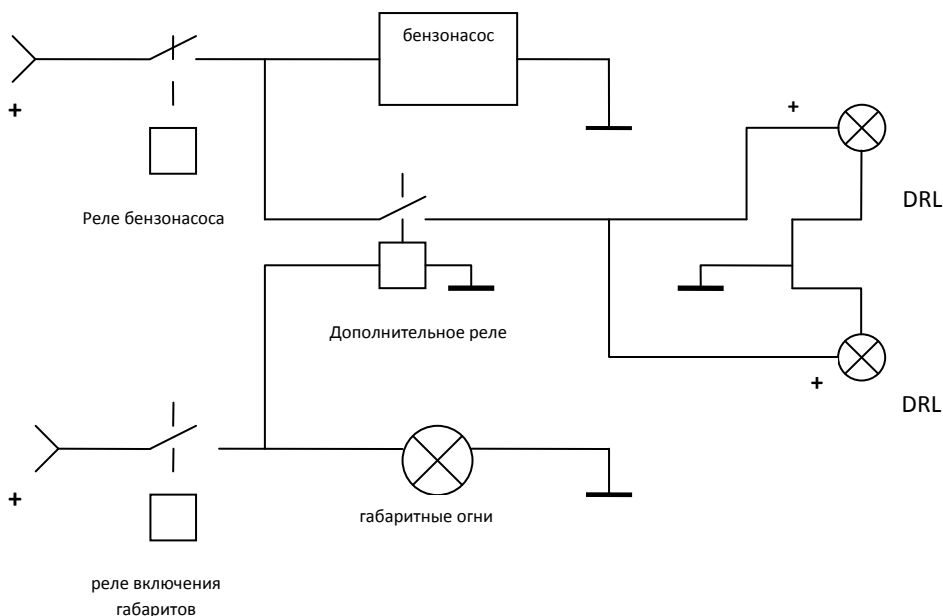 бензонасос
+
+
Реле бензонасоса
DRL
Дополнительное реле
+
DRL
+
габаритные огни
реле включения
габаритов